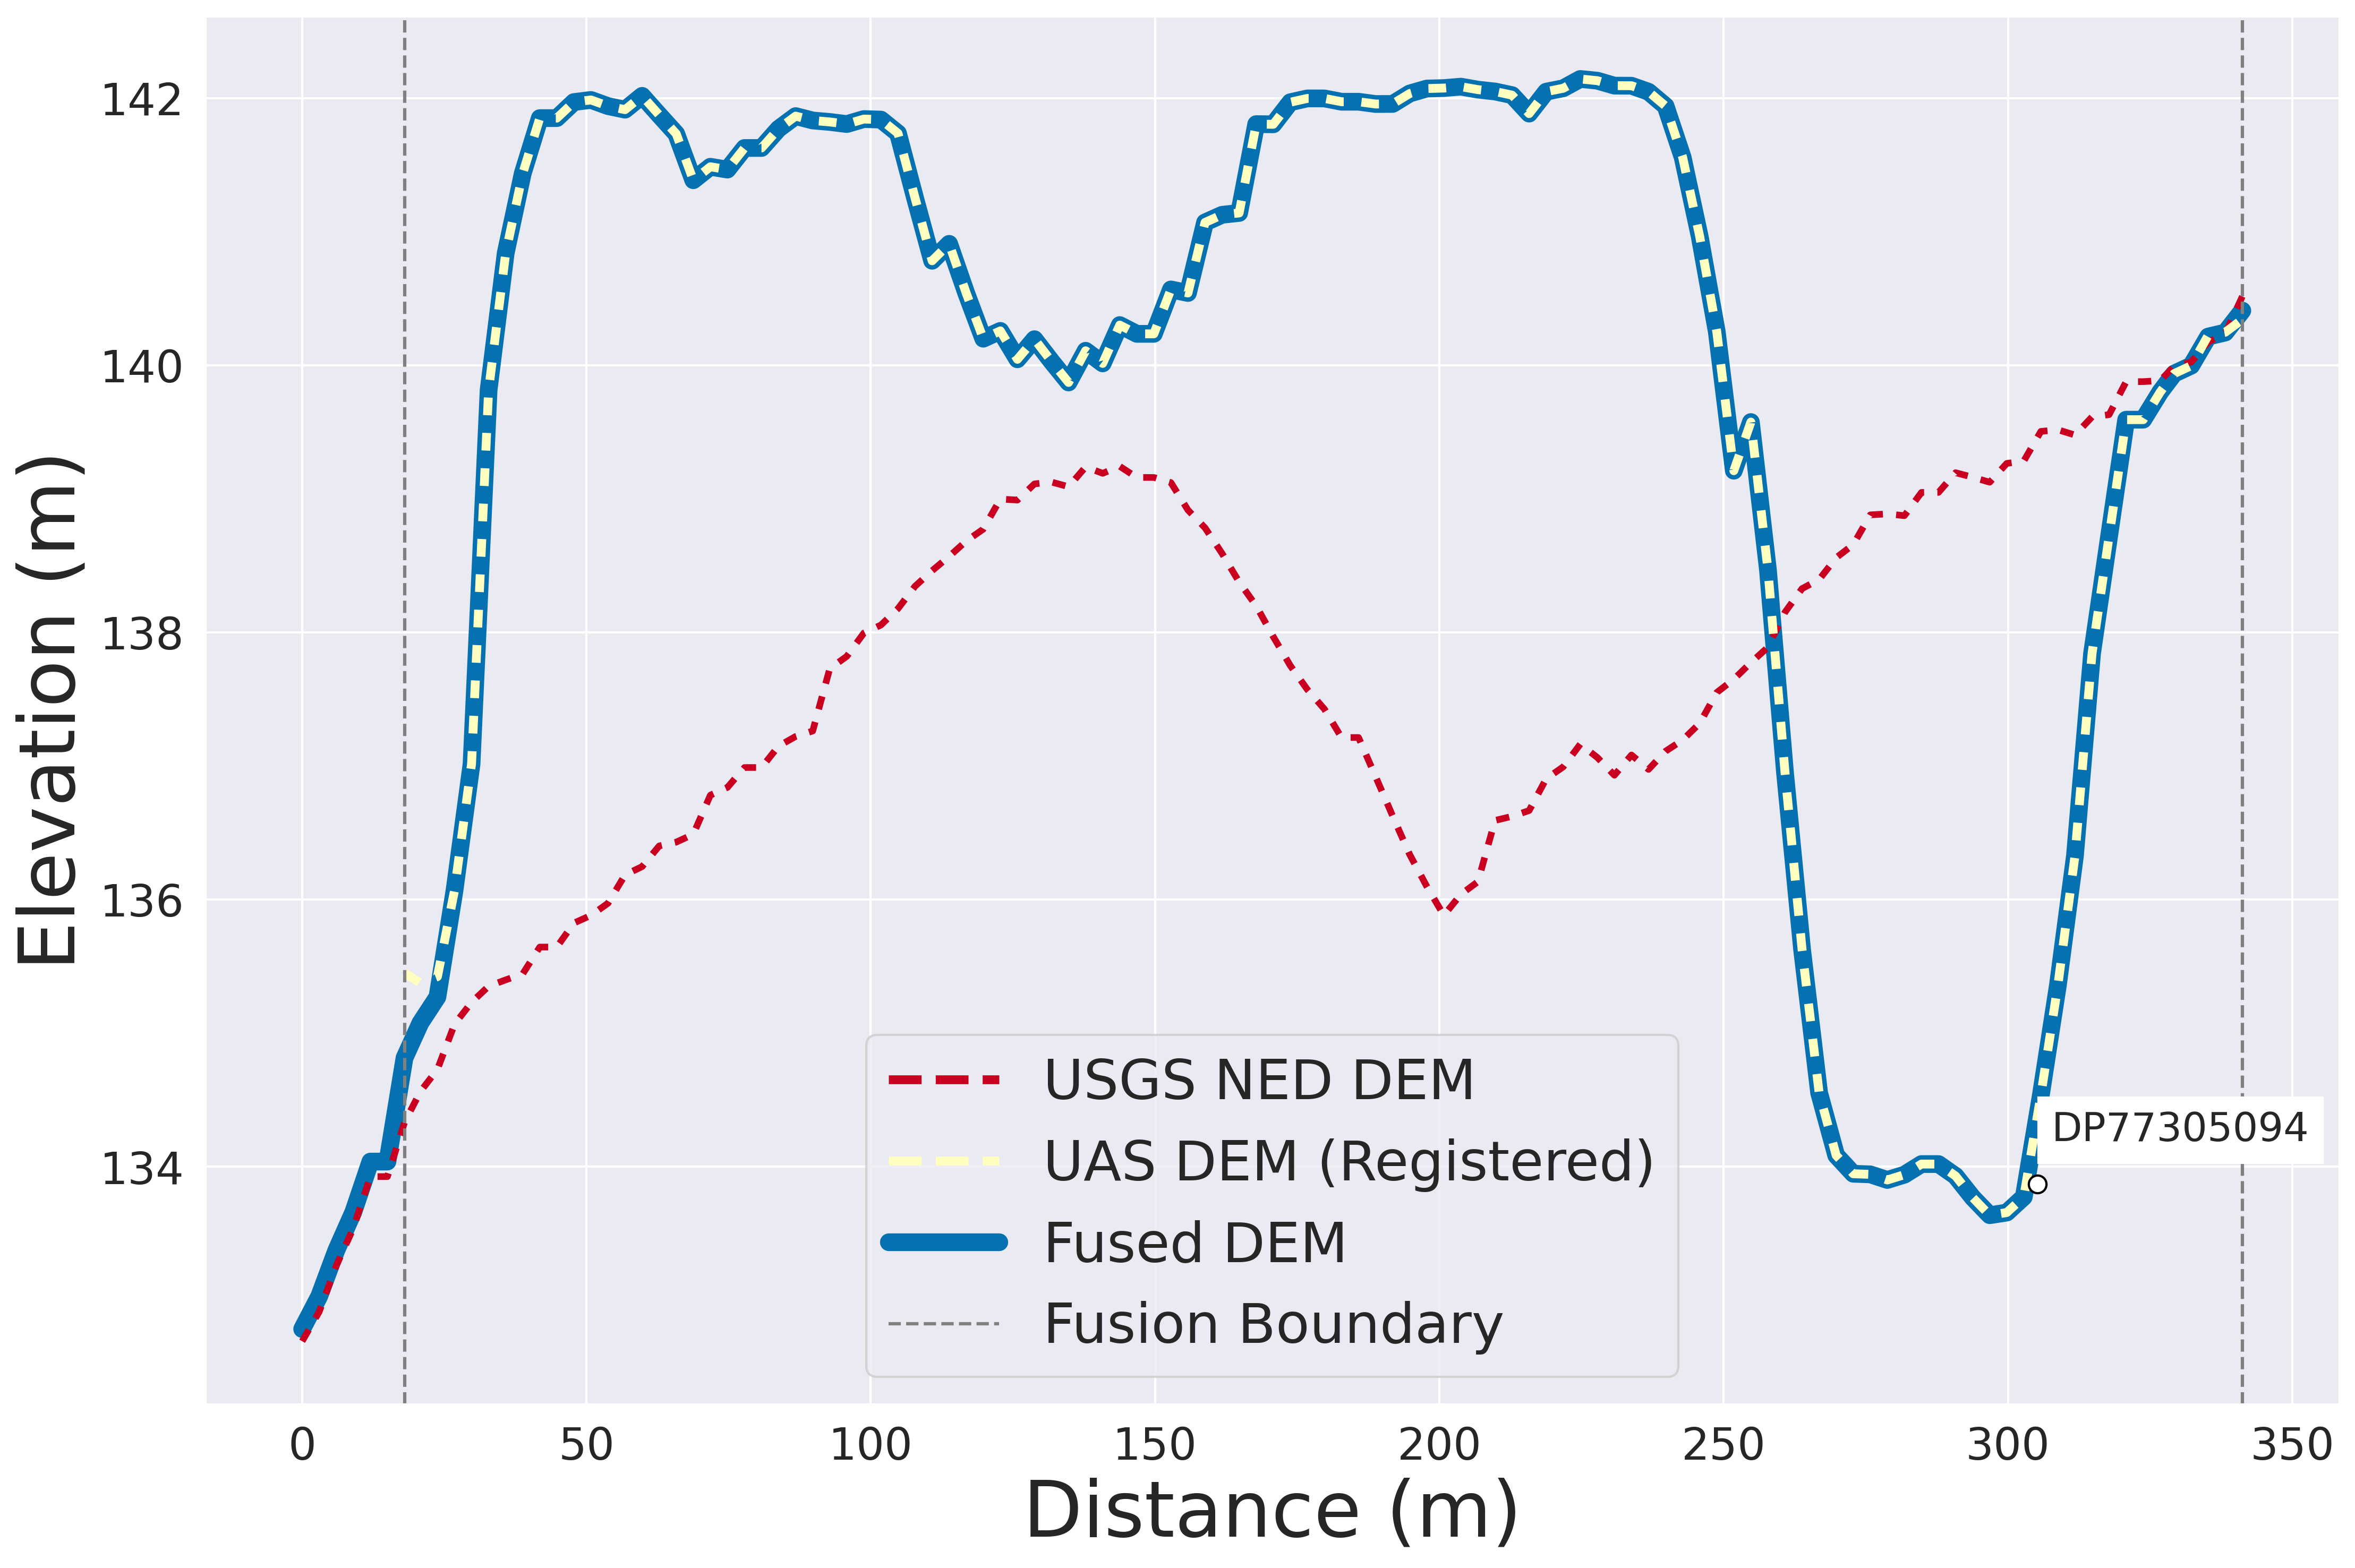 142
140
138
136
134
Elevation (m)
USGS NED DEM
UAS DEM (Registered)
Fused DEM
Fusion Boundary
DP77305094
0 50 100 150 200 250 300 350
Distance (m)